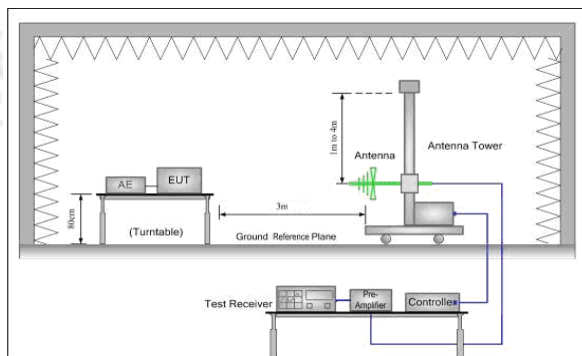 1m to 4m
Antenna
Antenna Tower
AE
EUT
80cm
(Turntable)
3m
Ground Reference Plane
Test Receiver
Pre-
Amplifier
Controller